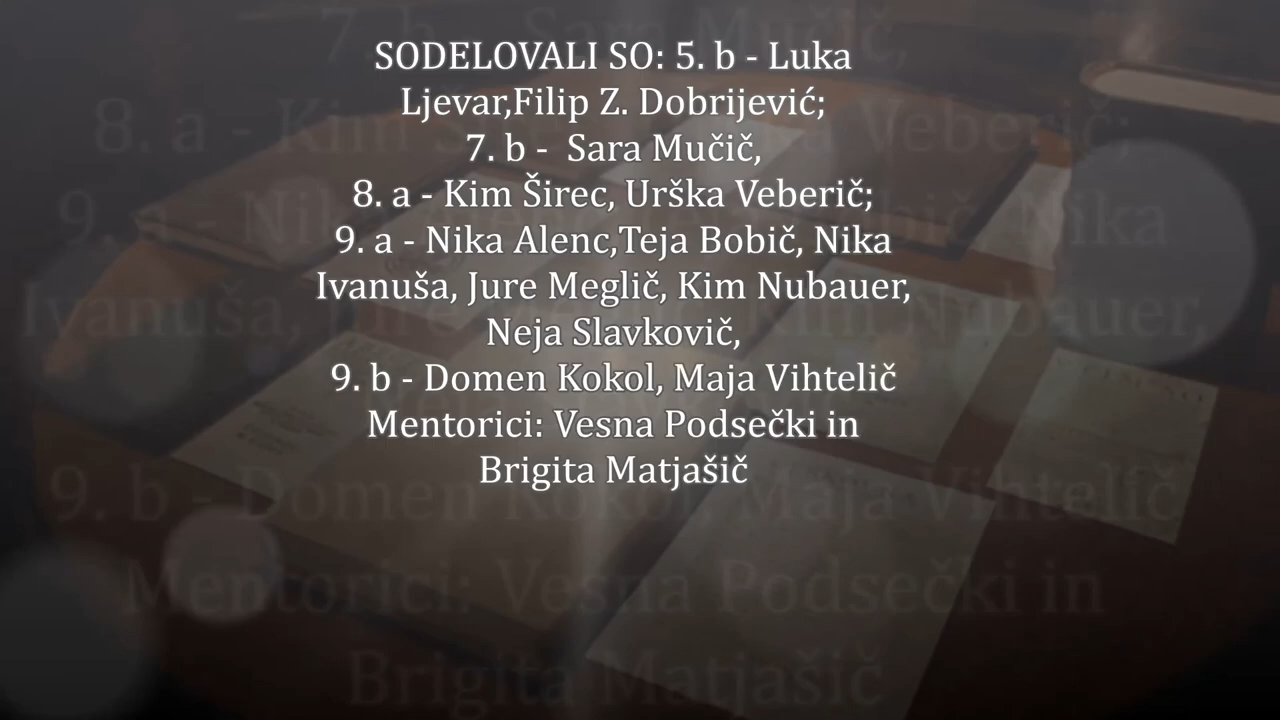 SODELOVALI SO: 5. b - Luka
Ljevar,Filip Z. Dobrijević;
7. b -  Sara Mučič,
8. a - Kim Širec, Urška Veberič;
9. a - Nika Alenc,Teja Bobič, Nika
Ivanuša, Jure Meglič, Kim Nubauer,
Neja Slavkovič,
9. b - Domen Kokol, Maja Vihtelič
Mentorici: Vesna Podsečki in
Brigita Matjašič